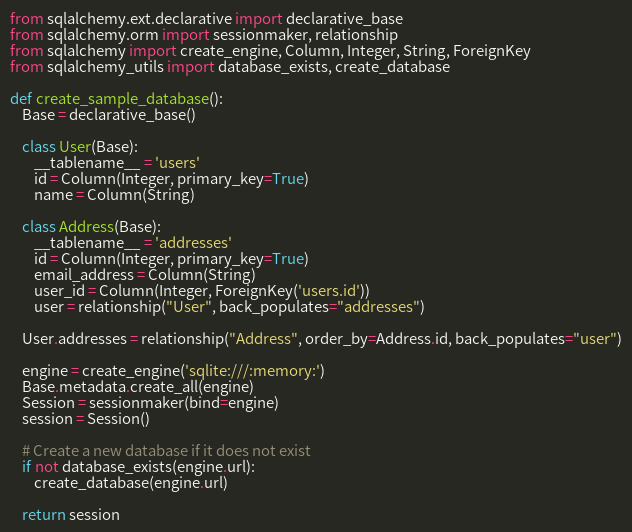 from sqlalchemy.ext.declarative import declarative_base
from sqlalchemy.orm import sessionmaker, relationship
from sqlalchemy import create_engine, Column, Integer, String, ForeignKey
from sqlalchemy_utils import database_exists, create_database

def create_sample_database():
    Base = declarative_base()

    class User(Base):
        __tablename__ = 'users'
        id = Column(Integer, primary_key=True)
        name = Column(String)

    class Address(Base):
        __tablename__ = 'addresses'
        id = Column(Integer, primary_key=True)
        email_address = Column(String)
        user_id = Column(Integer, ForeignKey('users.id'))
        user = relationship("User", back_populates="addresses")

    User.addresses = relationship("Address", order_by=Address.id, back_populates="user")

    engine = create_engine('sqlite:///:memory:')
    Base.metadata.create_all(engine)
    Session = sessionmaker(bind=engine)
    session = Session()

    # Create a new database if it does not exist
    if not database_exists(engine.url):
        create_database(engine.url)

    return session